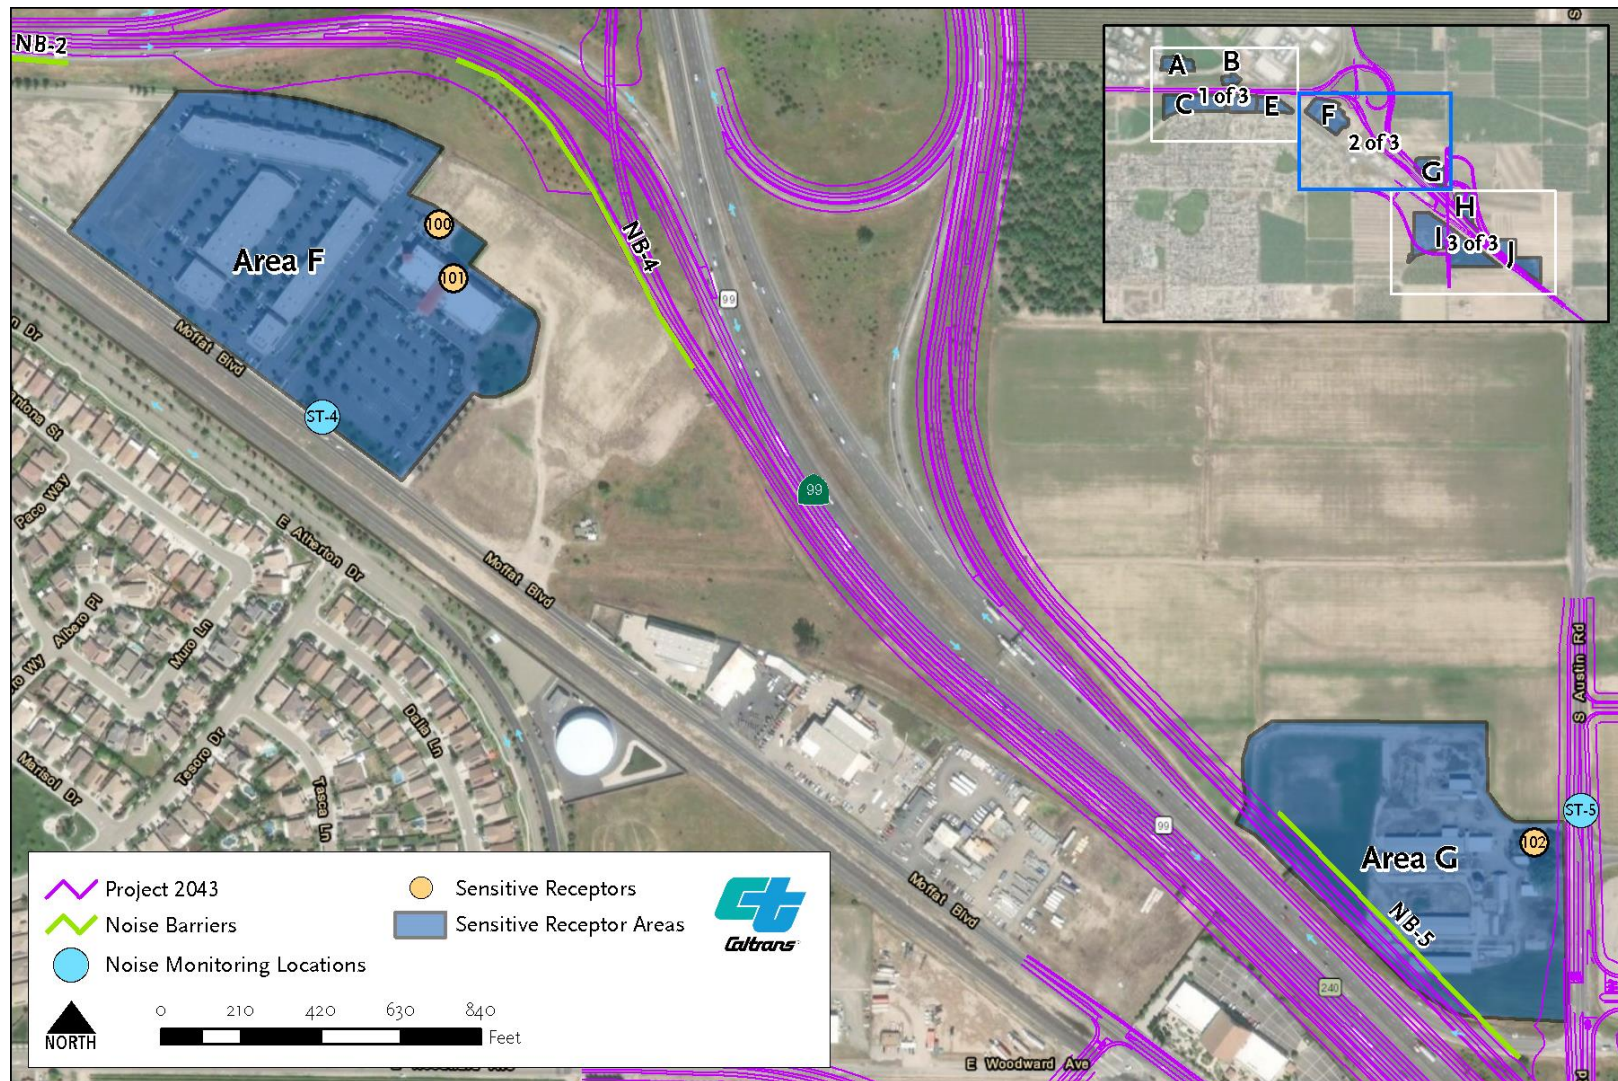 NB-2
A
B
1 of 3
C
E
F
2 of 3
G
H
I
3 of 3
J
100
101
Area F
NB-4
99
Moffat Blvd
ST-4
99
E Atherton Dr
Paco Way
Moffat Blvd
Albero Pl
Muro Ln
S Austin Rd
Dalia Ln
Tesoro Dr
Marisol Dr
Tasca Ln
ST-5
99
102
Area G
NB-5
Moffat Blvd
240
E Woodward Ave
Project 2043
Noise Barriers
Noise Monitoring Locations
Sensitive Receptors
Sensitive Receptor Areas
Caltrans
NORTH
0 210 420 630 840
Feet